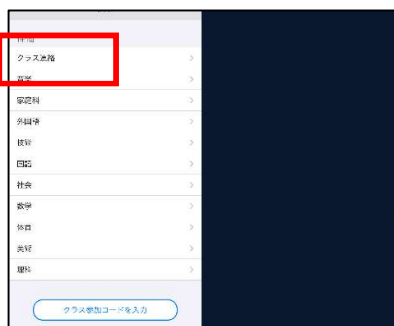 クラス連絡
音楽
家庭科
外国語
技術
国語
社会
数学
体育
美術
理科
クラス参加コードを入力